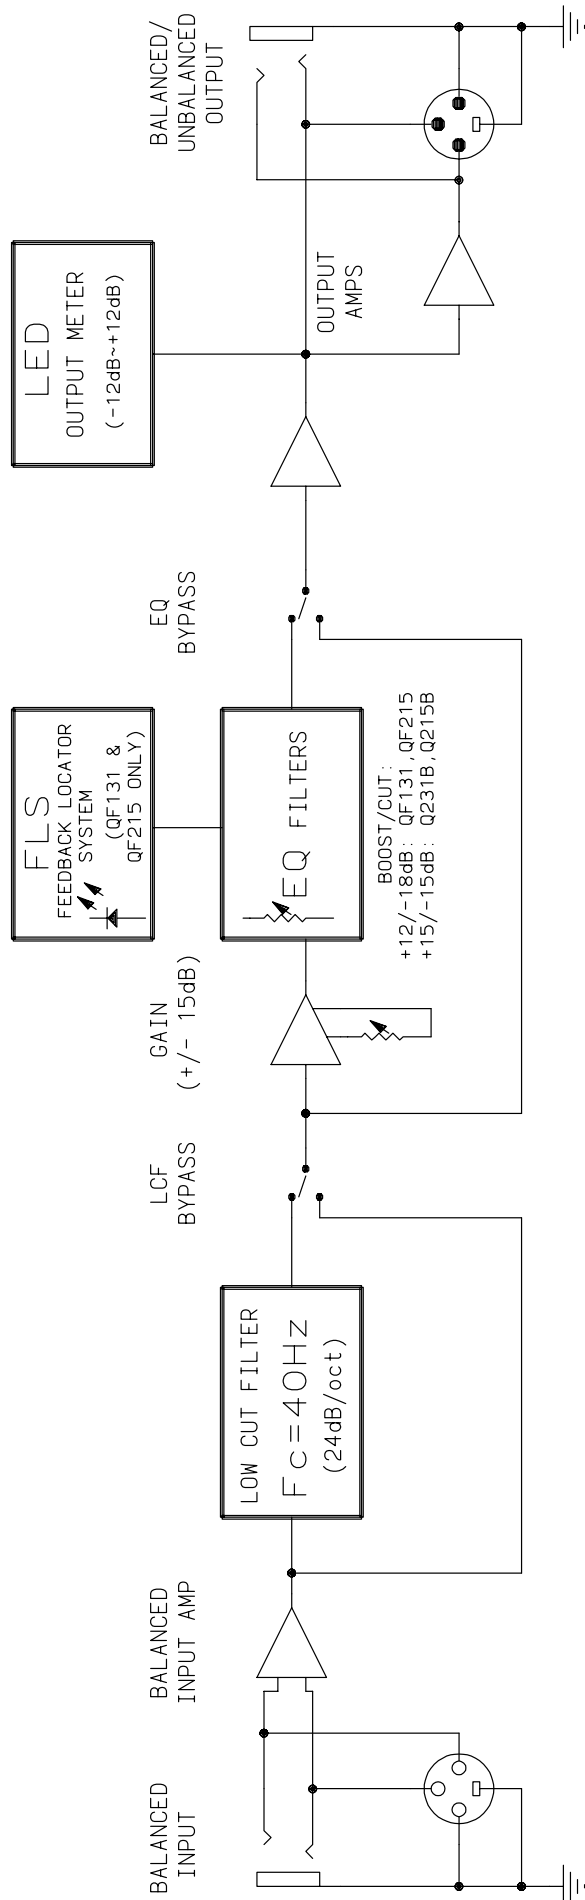 BALANCED
INPUT
BALANCED
INPUT AMP
LOW CUT FILTER
Fc=40Hz
(24dB/oct)
LCF
BYPASS
GAIN
(+/- 15dB)
FLS
FEEDBACK LOCATOR
SYSTEM
(QF131 &
QF215 ONLY)
EQ FILTERS
BOOST/CUT:
+12/-18dB: QF131,QF215
+15/-15dB: Q231B,Q215B
EQ
BYPASS
LED
OUTPUT METER
(-12dB~+12dB)
OUTPUT
AMPS
BALANCED/
UNBALANCED
OUTPUT